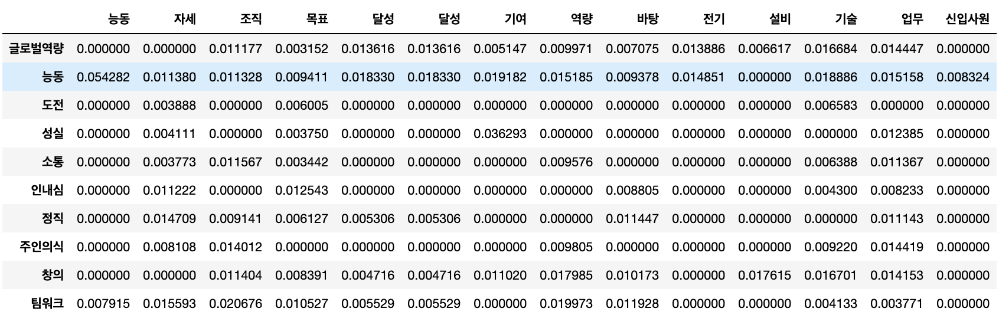 능동 자세 조직 목표 달성 달성 기여 역량 바탕 전기 설비 기술 업무 신입사원
글로벌역량 0.000000 0.000000 0.011177 0.003152 0.013616 0.013616 0.005147 0.009971 0.007075 0.013886 0.006617 0.016684 0.014447 0.000000
능동 0.054282 0.011380 0.011328 0.009411 0.018330 0.018330 0.019182 0.015185 0.009378 0.014851 0.000000 0.018886 0.015158 0.008324
도전 0.000000 0.003888 0.000000 0.006005 0.000000 0.000000 0.000000 0.000000 0.000000 0.000000 0.000000 0.006583 0.000000 0.000000
성실 0.000000 0.004111 0.000000 0.003750 0.000000 0.000000 0.036293 0.000000 0.000000 0.000000 0.000000 0.000000 0.012385 0.000000
소통 0.000000 0.003773 0.011567 0.003442 0.000000 0.000000 0.009576 0.000000 0.000000 0.000000 0.000000 0.006388 0.011367 0.000000
인내심 0.000000 0.011222 0.000000 0.012543 0.000000 0.000000 0.000000 0.000000 0.008805 0.000000 0.000000 0.004300 0.008233 0.000000
정직 0.000000 0.014709 0.009141 0.006127 0.005306 0.005306 0.000000 0.000000 0.011447 0.000000 0.000000 0.000000 0.011143 0.000000
주인의식 0.000000 0.008108 0.014012 0.000000 0.000000 0.000000 0.000000 0.009805 0.000000 0.000000 0.000000 0.009220 0.014419 0.000000
창의 0.000000 0.000000 0.011404 0.008391 0.004716 0.004716 0.011020 0.017985 0.010173 0.000000 0.017615 0.016701 0.014153 0.000000
팀워크 0.007915 0.015593 0.020676 0.010527 0.005529 0.005529 0.000000 0.019973 0.011928 0.000000 0.000000 0.004133 0.003771 0.000000